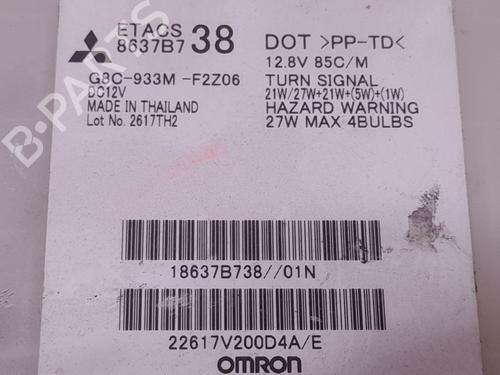 ETACS
8637B7 38
G8C-933M -F2Z06
DC12V
MADE IN THAILAND
Lot No. 2617TH2
DOT >PP-TD<
12.8V 85C/M
TURN SIGNAL
21W/27W+21W+(5W)+(1W)
HAZARD WARNING
27W MAX 4BULBS
18637B738//01N
22617V200D4A/E
OMRON
B-PARTS